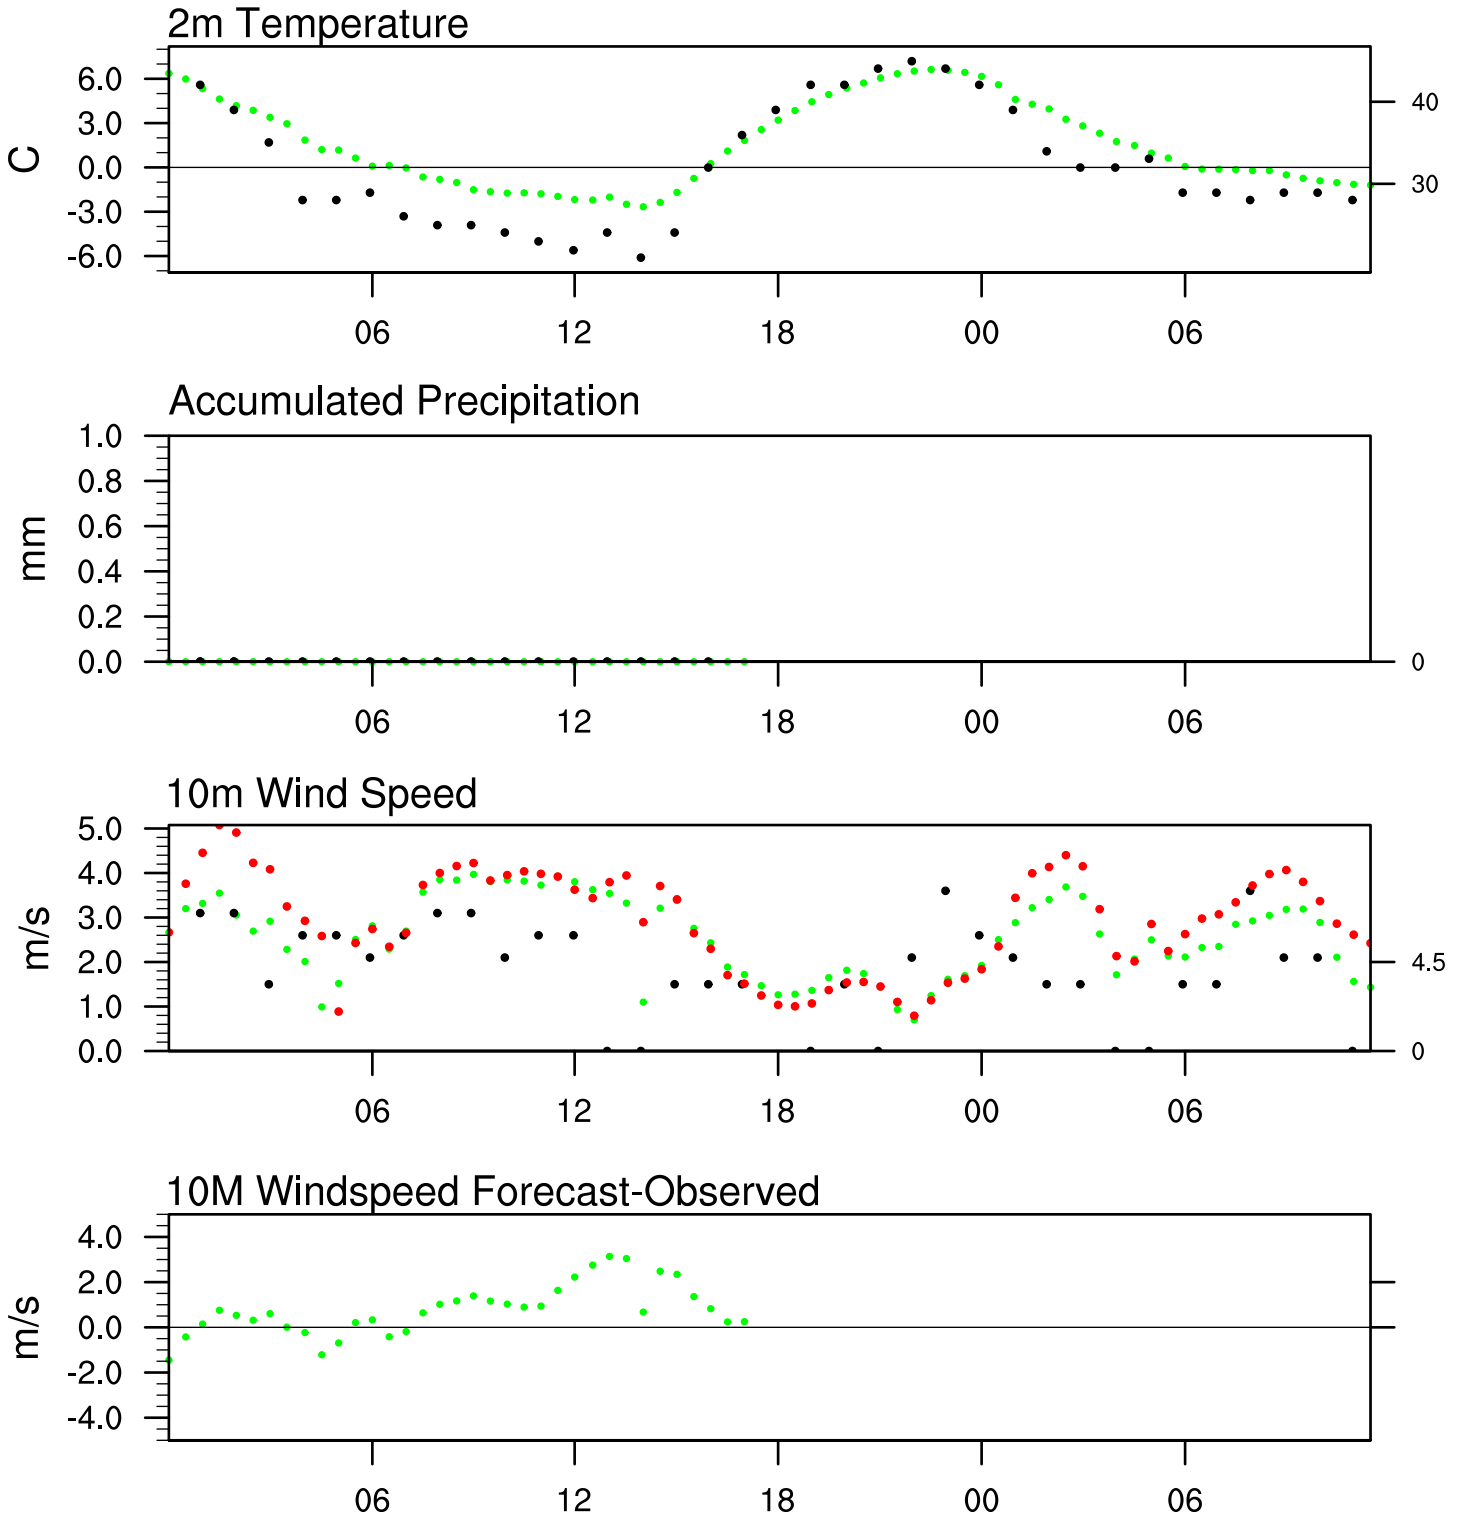 2m Temperature
6.0
3.0
0.0
-3.0
-6.0
C
40
30
06 12 18 00 06
Accumulated Precipitation
1.0
0.8
0.6
0.4
0.2
0.0
mm
0
06 12 18 00 06
10m Wind Speed
5.0
4.0
3.0
2.0
1.0
0.0
m/s
4.5
0
06 12 18 00 06
10M Windspeed Forecast-Observed
4.0
2.0
0.0
-2.0
-4.0
m/s
06 12 18 00 06